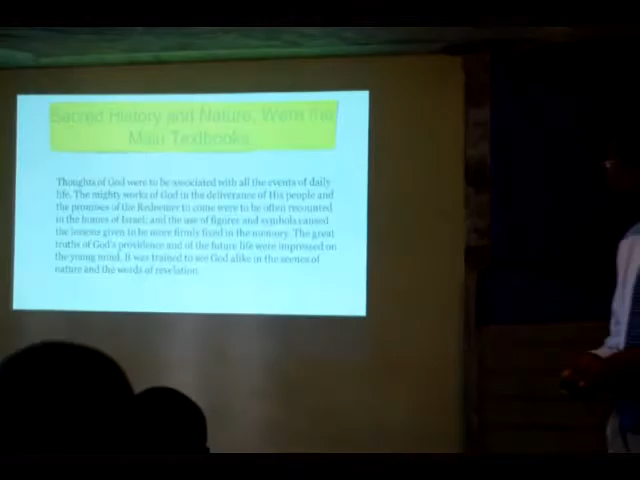 Sacred History and Nature, Were the
Main Textbooks
Thoughts of God were to be associated with all the events of daily
life. The mighty works of God in the deliverance of His people and
the promises of the Redeemer to come were to be often recounted
in the homes of Israel; and the use of figures and symbols caused
the lessons given to be more firmly fixed in the memory. The great
truths of God's providence and of the future life were impressed on
the young mind. It was trained to see God alike in the scenes of
nature and the words of revelation.